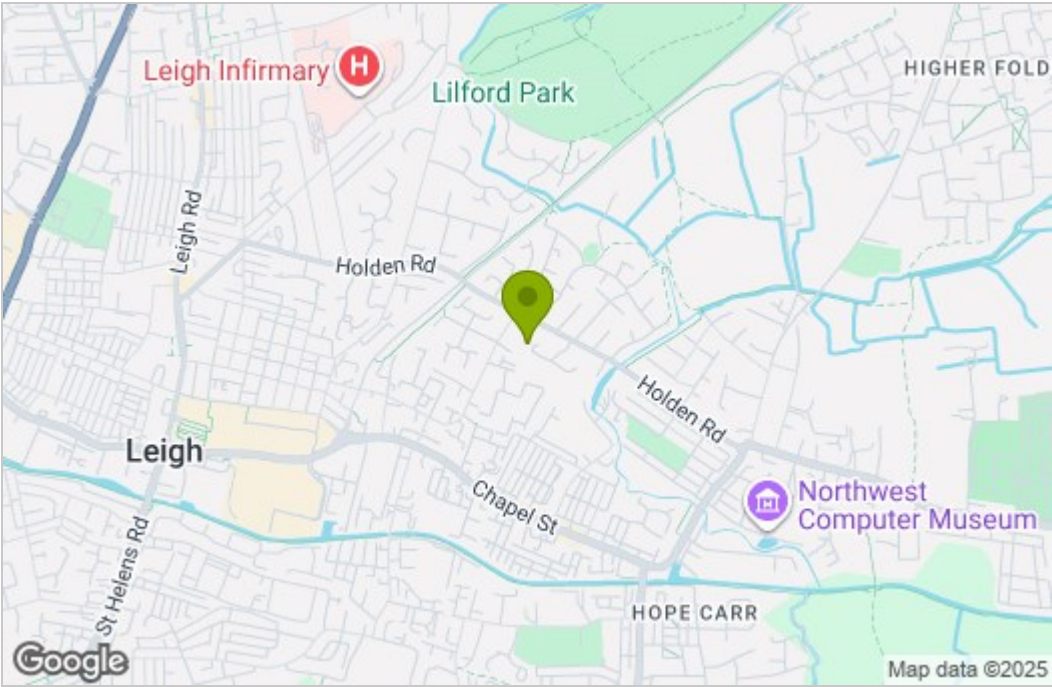 Leigh Infirmary
H
Lilford Park
HIGHER FOLD
Leigh Rd
Holden Rd
Holden Rd
Leigh
Chapel St
Northwest
Computer Museum
St Helens Rd
HOPE CARR
Google
Map data ©2025